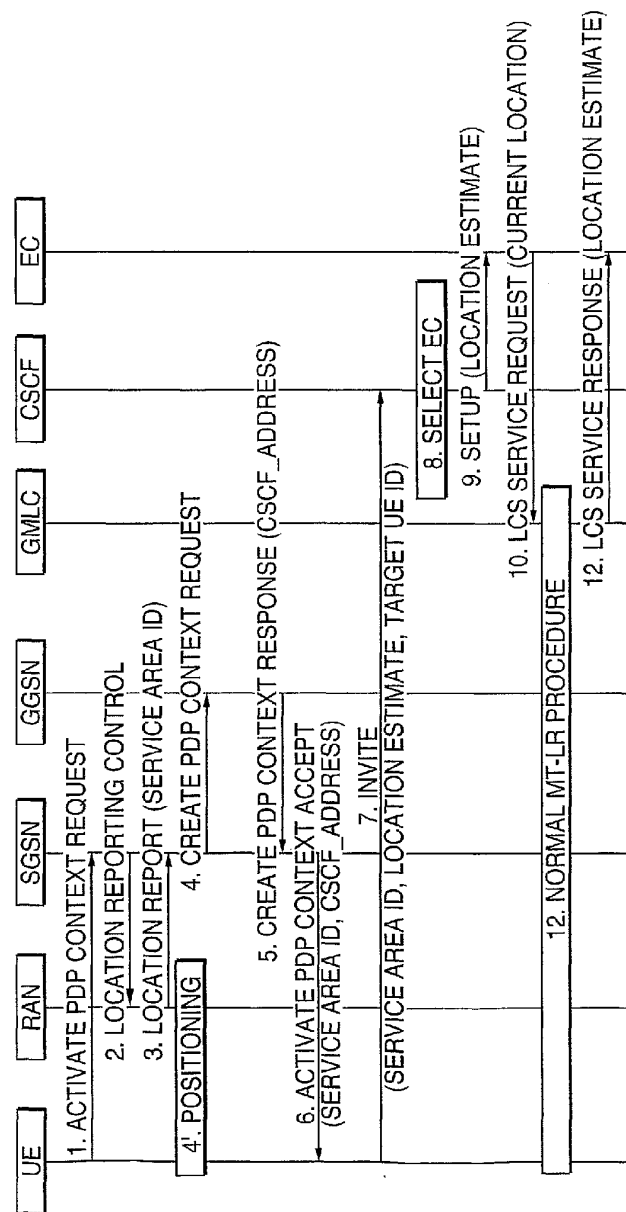 UE
RAN
SGSN
GGSN
GMLC
CSCF
EC
1. ACTIVATE PDP CONTEXT REQUEST
2. LOCATION REPORTING CONTROL
3. LOCATION REPORT (SERVICE AREA ID)
4'. POSITIONING
4. CREATE PDP CONTEXT REQUEST
5. CREATE PDP CONTEXT RESPONSE (CSCF_ADDRESS)
6. ACTIVATE PDP CONTEXT ACCEPT
(SERVICE AREA ID, CSCF_ADDRESS)
7. INVITE
(SERVICE AREA ID, LOCATION ESTIMATE, TARGET UE ID)
8. SELECT EC
9. SETUP (LOCATION ESTIMATE)
10. LCS SERVICE REQUEST (CURRENT LOCATION)
12. NORMAL MT-LR PROCEDURE
12. LCS SERVICE RESPONSE (LOCATION ESTIMATE)